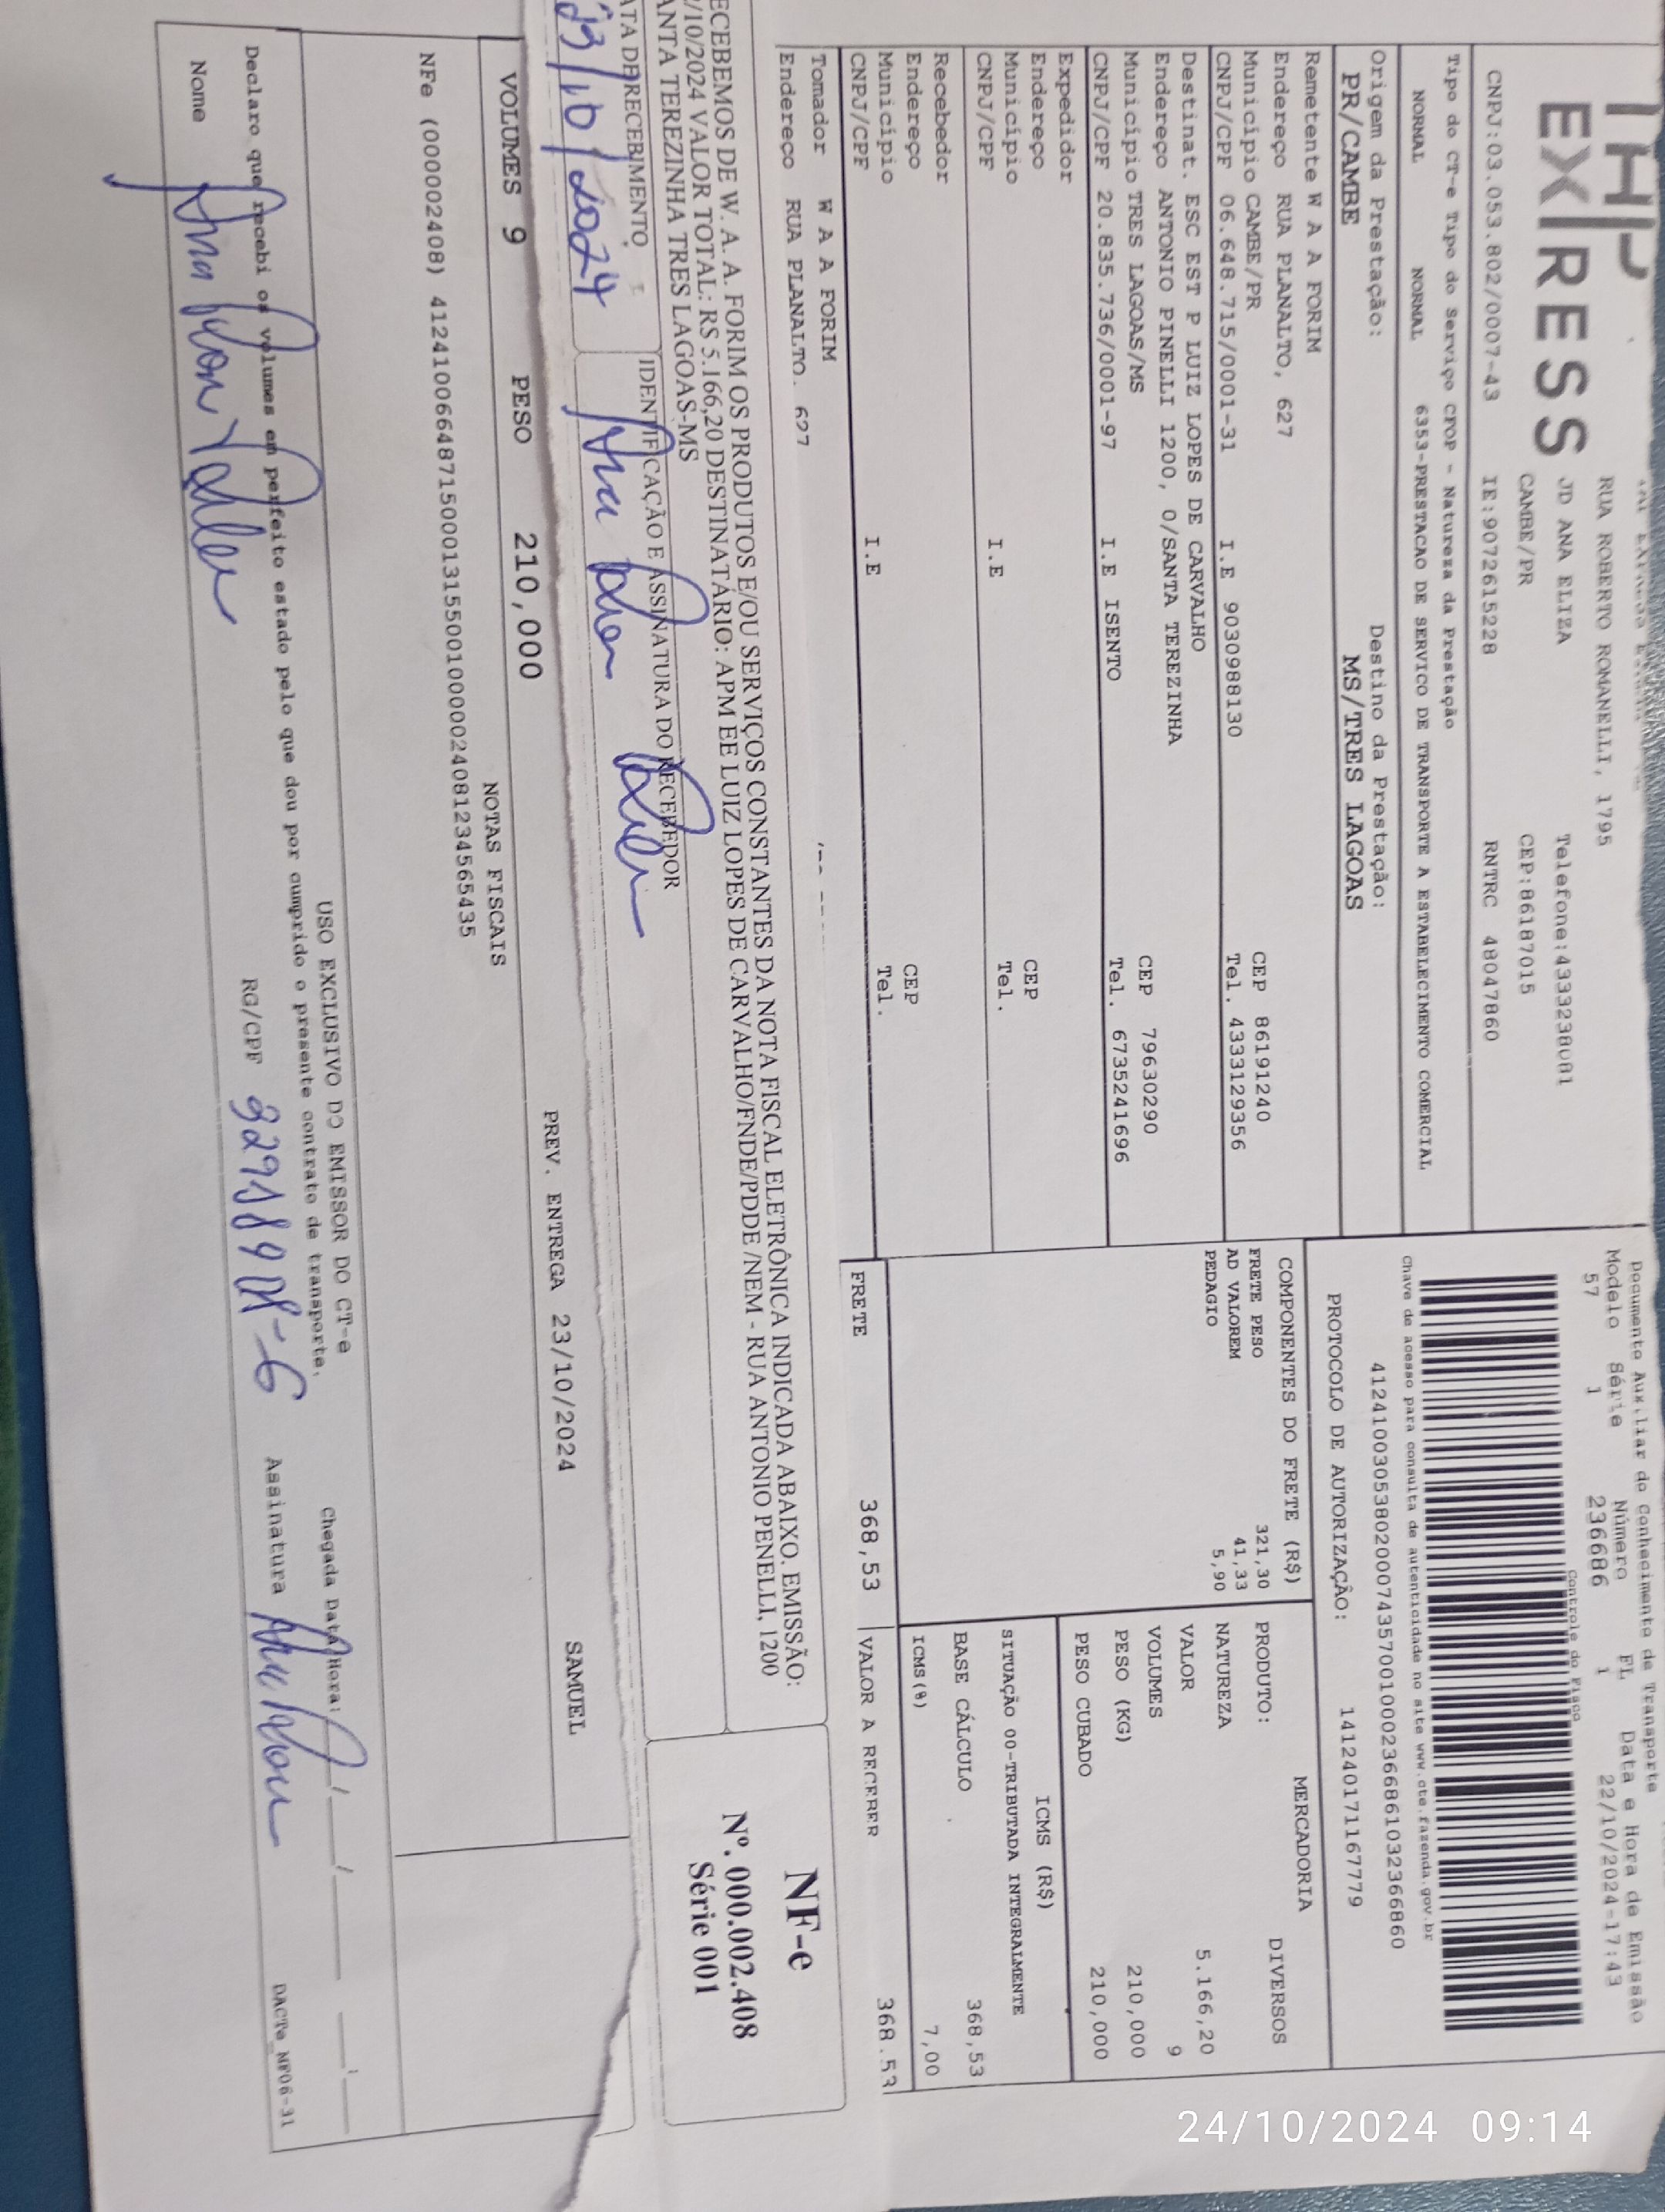 THP
EXPRESS
RUA ROBERTO ROMANELLI, 1795
JD ANA ELIZA Telefone:4333238001
CAMBE/PR CEP:86187015
CNPJ:03.053.802/0007-43 IE:9072615228 RNTRC 48047860
Documento Auxiliar do Conhecimento de Transporte
Modelo Série Número FL Data e Hora de Emissão
57 1 236686 1 22/10/2024-17:43
Controle do Fisco
Tipo do CT-e Tipo do Serviço CFOP - Natureza da Prestação
NORMAL NORMAL 6353-PRESTACAO DE SERVICO DE TRANSPORTE A ESTABELECIMENTO COMERCIAL
Chave de acesso para consulta de autenticidade no site www.cte.fazenda.gov.br
41241003053802000743570010002366861032366860
Origem da Prestação: Destino da Prestação:
PR/CAMBE MS/TRES LAGOAS
PROTOCOLO DE AUTORIZAÇÃO: 141240171167779
Remetente W A A FORIM
Endereço RUA PLANALTO, 627
Município CAMBE/PR CEP 86191240
CNPJ/CPF 06.648.715/0001-31 I.E 9030988130 Tel. 4333129356
Destinat. ESC EST P LUIZ LOPES DE CARVALHO
Endereço ANTONIO PINELLI 1200, 0/SANTA TEREZINHA
Município TRES LAGOAS/MS CEP 79630290
CNPJ/CPF 20.835.736/0001-97 I.E ISENTO Tel. 6735241696
Expedidor
Endereço
Município CEP
CNPJ/CPF I.E Tel.
Recebedor
Endereço
Município CEP
CNPJ/CPF I.E Tel.
Tomador W A A FORIM
Endereço RUA PLANALTO, 627
COMPONENTES DO FRETE (R$)
FRETE PESO 321,30
AD VALOREM 41,33
PEDAGIO 5,90
FRETE 368,53
MERCADORIA
PRODUTO: DIVERSOS
NATUREZA
VALOR 5.166,20
VOLUMES 9
PESO (KG) 210,000
PESO CUBADO 210,000
ICMS (R$)
SITUAÇÃO 00-TRIBUTADA INTEGRALMENTE
BASE CÁLCULO 368,53
ICMS(%) 7,00
VALOR A RECEBER 368,53
ECEBEMOS DE W. A. A. FORIM OS PRODUTOS E/OU SERVIÇOS CONSTANTES DA NOTA FISCAL ELETRÔNICA INDICADA ABAIXO. EMISSÃO:
/10/2024 VALOR TOTAL: R$ 5.166,20 DESTINATÁRIO: APM EE LUIZ LOPES DE CARVALHO/FNDE/PDDE /NEM - RUA ANTONIO PENELLI, 1200
ANTA TEREZINHA TRES LAGOAS-MS
ATA DE RECEBIMENTO IDENTIFICAÇÃO E ASSINATURA DO RECEBEDOR
23/10/2024
NF-e
Nº. 000.002.408
Série 001
VOLUMES 9 PESO 210,000 PREV. ENTREGA 23/10/2024 SAMUEL
NOTAS FISCAIS
NFe (000002408) 41241006648715000131550010000024081234565435
USO EXCLUSIVO DO EMISSOR DO CT-e
Declaro que recebi os volumes em perfeito estado pelo que dou por cumprido o presente contrato de transporte.
Chegada Data/Hora: / / :
Nome RG/CPF Assinatura
DACTe_NF06-31
24/10/2024 09:14